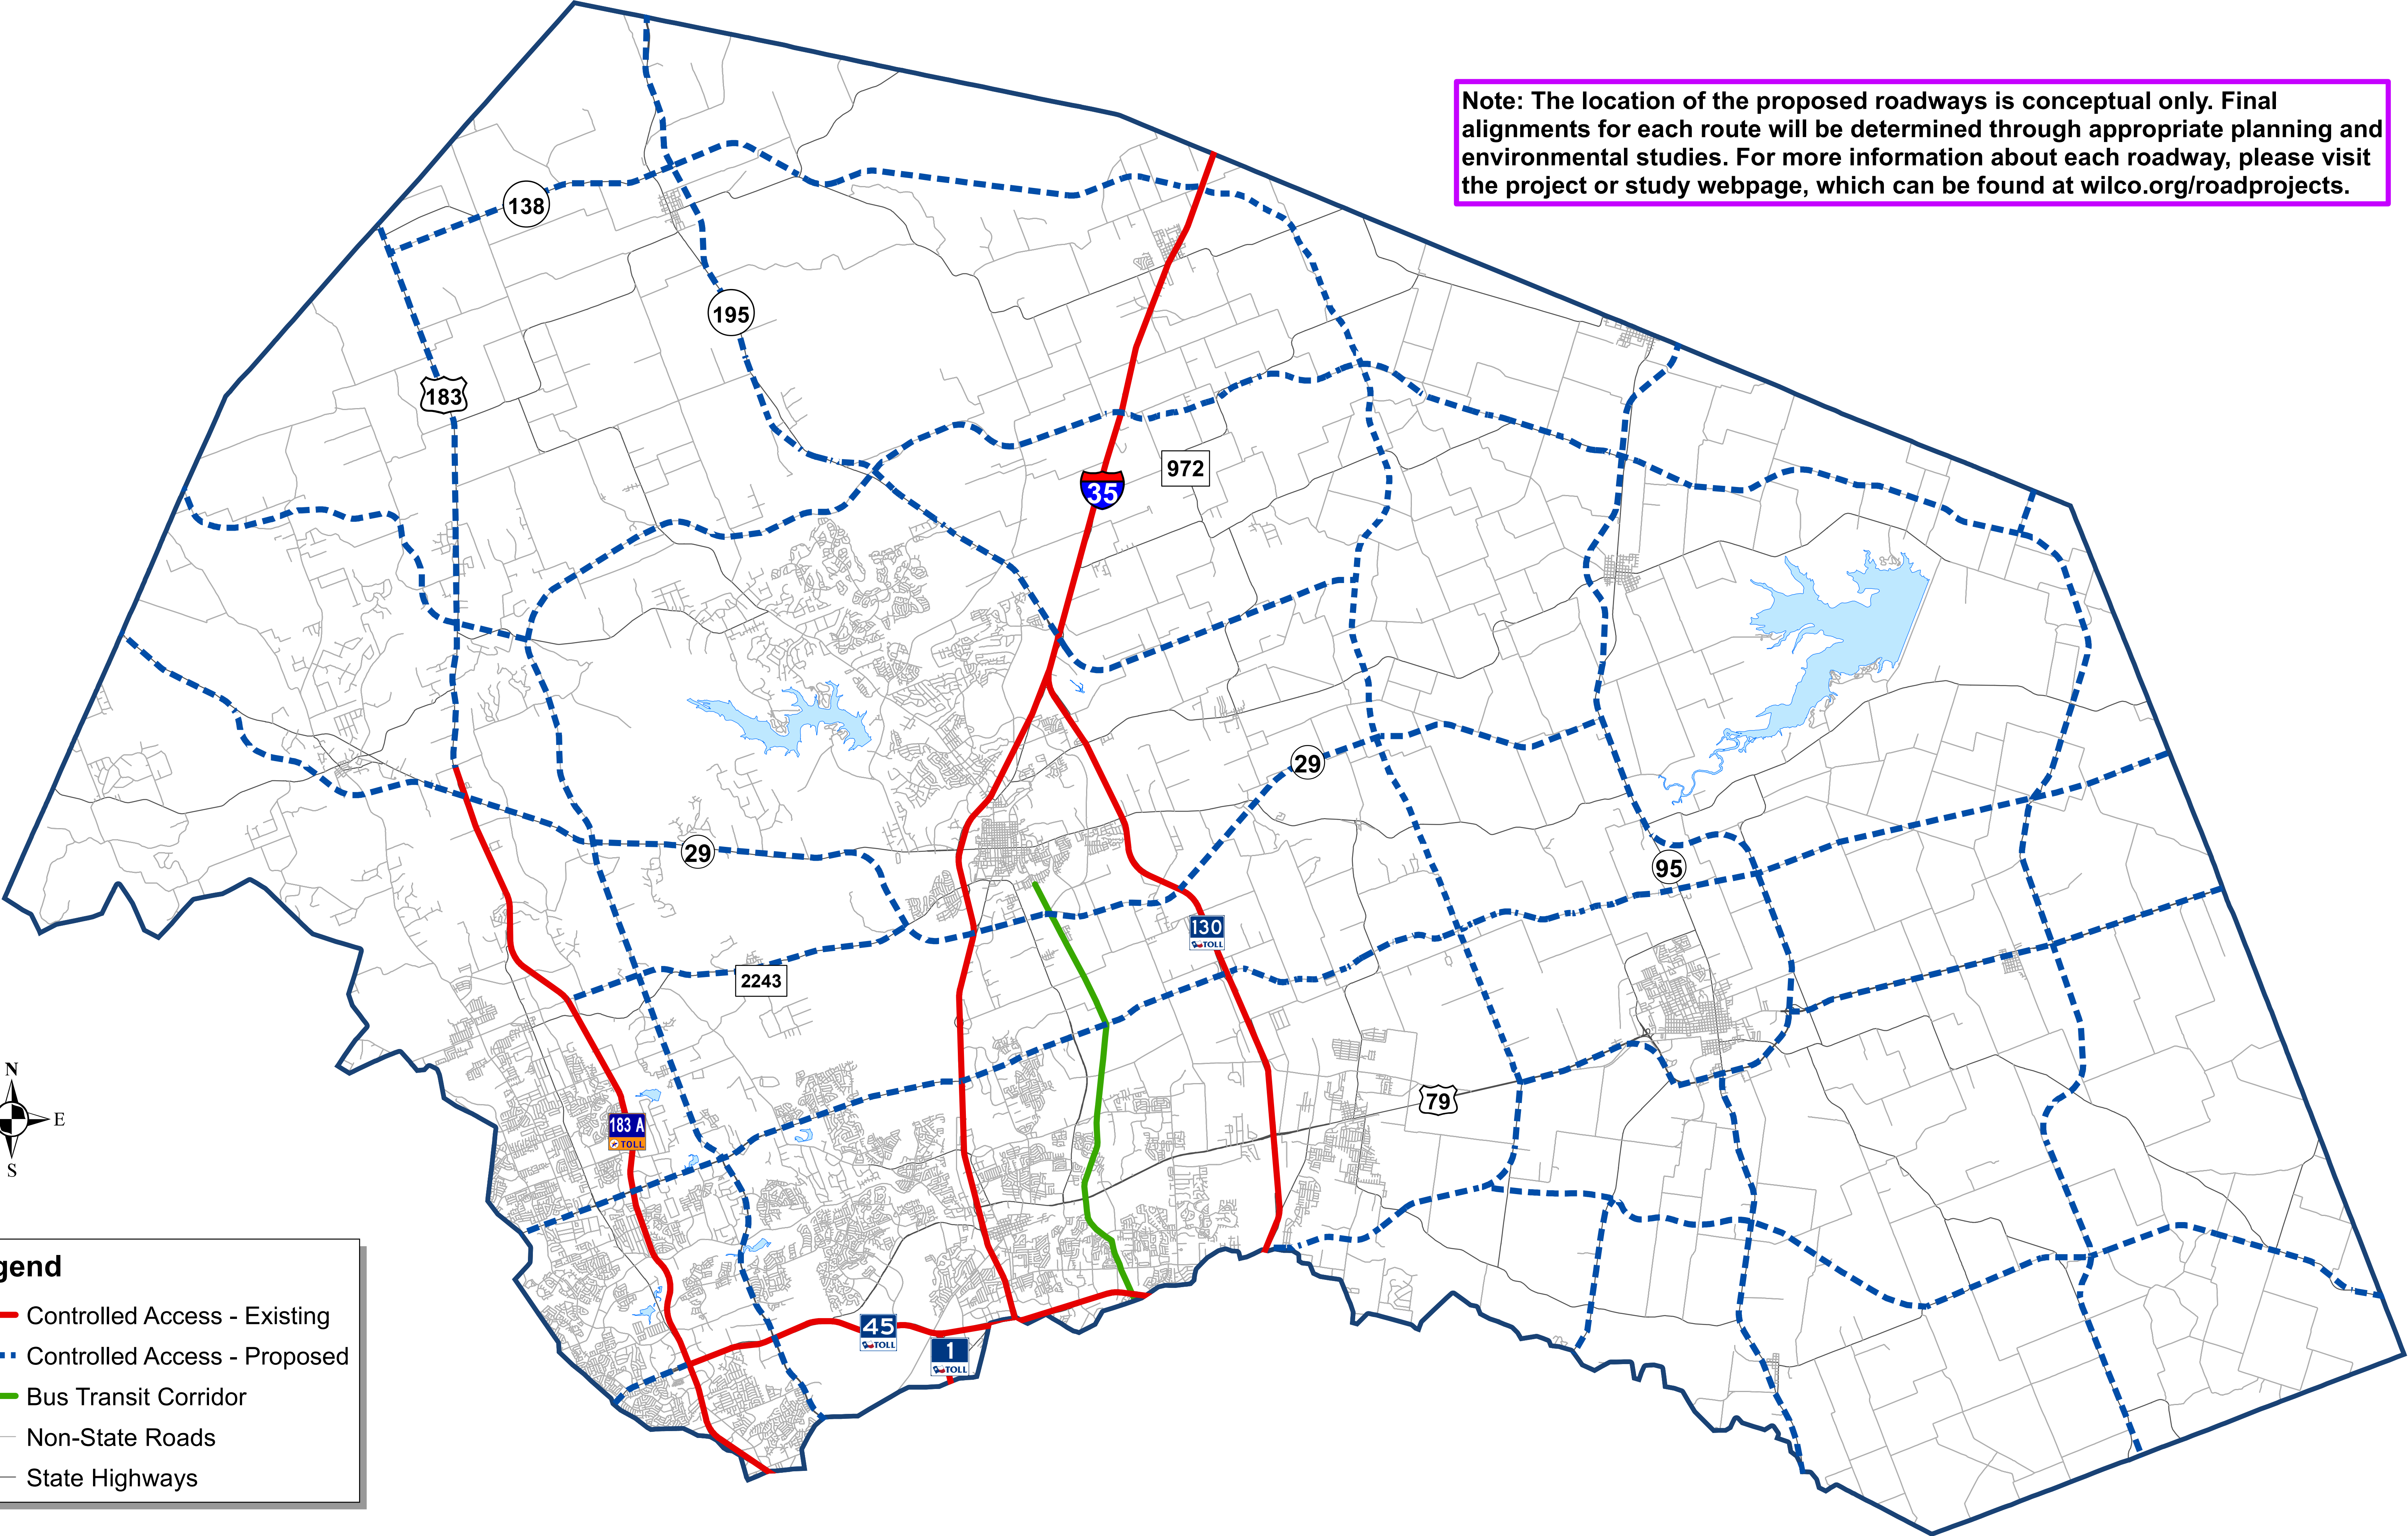 Note: The location of the proposed roadways is conceptual only. Final
alignments for each route will be determined through appropriate planning and
environmental studies. For more information about each roadway, please visit
the project or study webpage, which can be found at wilco.org/roadprojects.
138
195
183
972
35
29
29
95
130
TOLL
2243
79
183 A
TOLL
45
TOLL
1
TOLL
N
E
S
gend
Controlled Access - Existing
Controlled Access - Proposed
Bus Transit Corridor
Non-State Roads
State Highways